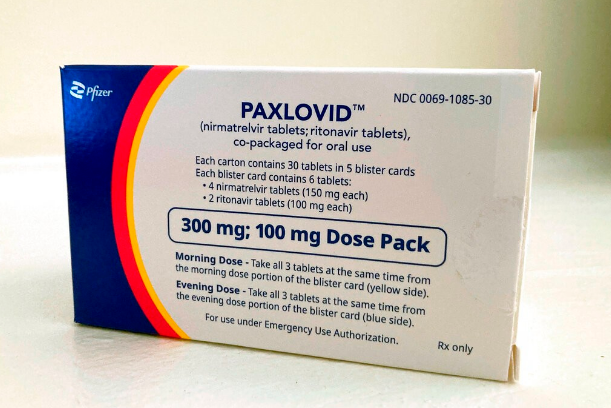 Pfizer
NDC 0069-1085-30
PAXLOVID™
(nirmatrelvir tablets; ritonavir tablets),
co-packaged for oral use
Each carton contains 30 tablets in 5 blister cards
Each blister card contains 6 tablets:
• 4 nirmatrelvir tablets (150 mg each)
• 2 ritonavir tablets (100 mg each)
300 mg; 100 mg Dose Pack
Morning Dose - Take all 3 tablets at the same time from
the morning dose portion of the blister card (yellow side).
Evening Dose - Take all 3 tablets at the same time from
the evening dose portion of the blister card (blue side).
For use under Emergency Use Authorization.
Rx only